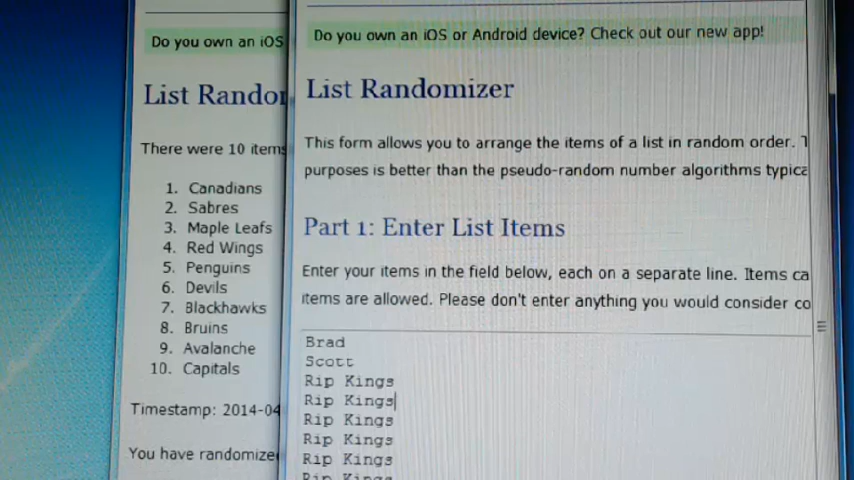 Do you own an iOS
List Rando
There were 10 items
1. Canadians
2. Sabres
3. Maple Leafs
4. Red Wings
5. Penguins
6. Devils
7. Blackhawks
8. Bruins
9. Avalanche
10. Capitals
Timestamp: 2014-04
You have randomize
Do you own an iOS or Android device? Check out our new app!
List Randomizer
This form allows you to arrange the items of a list in random order. T
purposes is better than the pseudo-random number algorithms typica
Part 1: Enter List Items
Enter your items in the field below, each on a separate line. Items ca
items are allowed. Please don't enter anything you would consider co
Brad
Scott
Rip Kings
Rip Kings
Rip Kings
Rip Kings
Rip Kings
Rip Kings